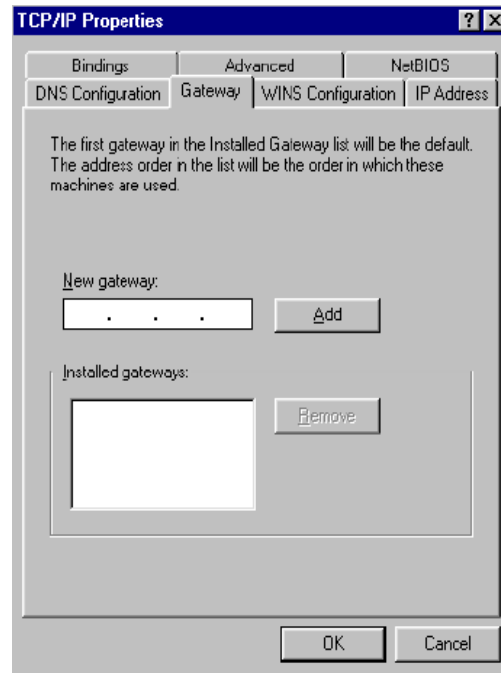 TCP/IP Properties
? X
Bindings Advanced NetBIOS
DNS Configuration Gateway WINS Configuration IP Address
The first gateway in the Installed Gateway list will be the default.
The address order in the list will be the order in which these
machines are used.
New gateway:
. . .
Add
Installed gateways:
Remove
OK Cancel